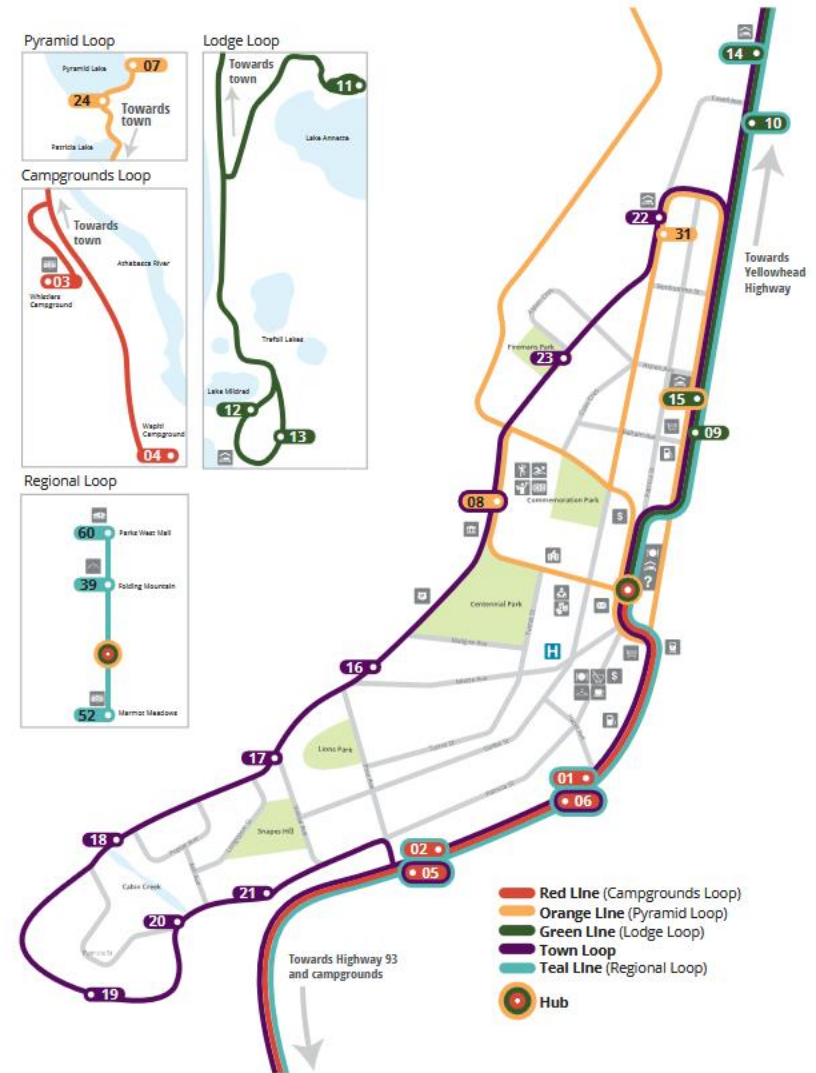 Pyramid Loop
Pyramid Lake
07
24
Towards
town
Patricia Lake
Lodge Loop
Towards
town
11
Lake Annette
Trefoil Lakes
Lake Mildred
12
13
Campgrounds Loop
Towards
town
Athabasca River
03
Whistlers
Campground
Wapiti
Campground
04
Regional Loop
60
Parks West Mall
39
Folding Mountain
52
Marmot Meadows
14
10
22
31
Towards
Yellowhead
Highway
Firemans Park
23
15
09
08
Commemoration Park
$
?
Centennial Park
H
$
16
17
Lions Park
01
06
18
Snapes Hill
02
05
Cabin Creek
21
20
19
Towards Highway 93
and campgrounds
Red Line (Campgrounds Loop)
Orange Line (Pyramid Loop)
Green Line (Lodge Loop)
Town Loop
Teal Line (Regional Loop)
Hub